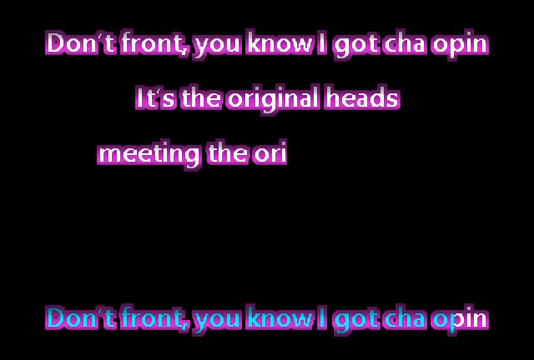 Don't front, you know I got cha opin
It's the original heads
meeting the ori
Don't front, you know I got cha opin